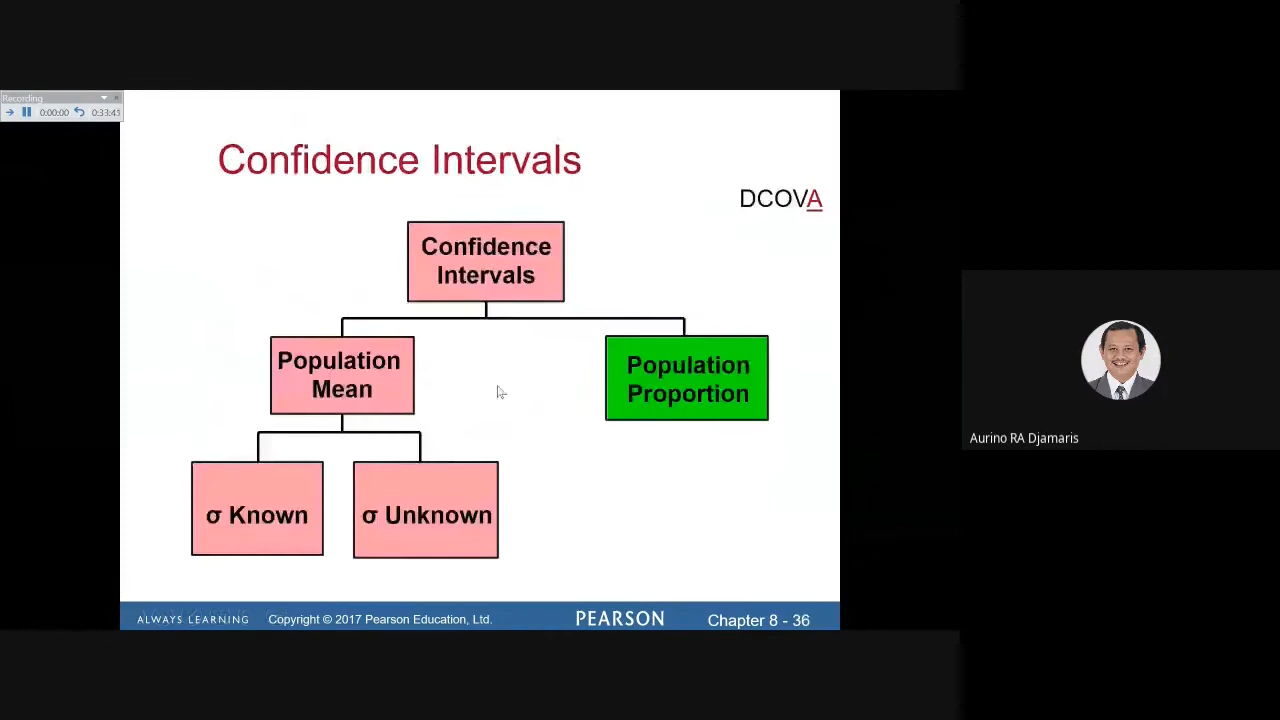 Recording
0:00:00 0:33:45
Confidence Intervals
DCOVA
Confidence
Intervals
Population
Mean
Population
Proportion
σ Known
σ Unknown
Aurino RA Djamaris
ALWAYS LEARNING Copyright © 2017 Pearson Education, Ltd. PEARSON Chapter 8 - 36